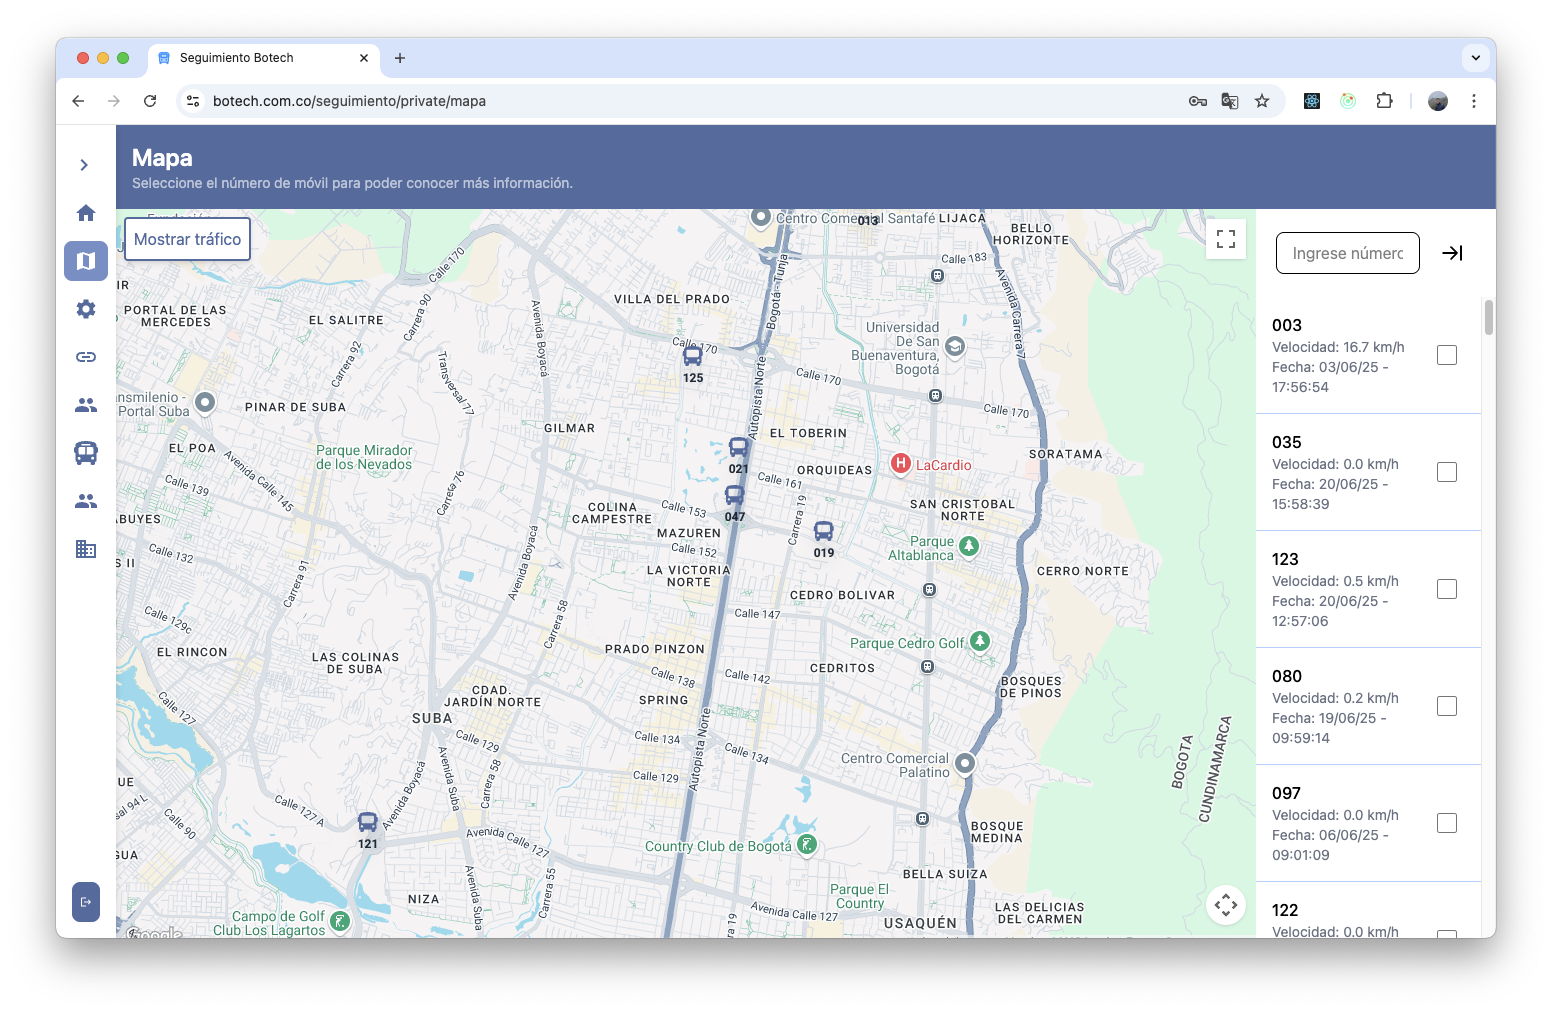 Seguimiento Botech
botech.com.co/seguimiento/private/mapa
Mapa
Seleccione el número de móvil para poder conocer más información.
Mostrar tráfico
Centro Comercial Santafé
013
LIJACA
BELLO
HORIZONTE
Calle 183
Calle 170
Bogotá - Tunja
Avenida Carrera 7
PORTAL DE LAS
MERCEDES
EL SALITRE
Carrera 90
VILLA DEL PRADO
Avenida Boyacá
Universidad
De San
Buenaventura,
Bogotá
Calle 170
125
Carrera 92
Transversal 77
Calle 170
Calle 170
Autopista Norte
Portal Suba
PINAR DE SUBA
GILMAR
EL TOBERIN
EL POA
Parque Mirador
de los Nevados
021
ORQUIDEAS
LaCardio
SORATAMA
Avenida Calle 145
Calle 139
Carrera 76
Calle 161
COLINA
CAMPESTRE
Calle 153
047
Carrera 19
SAN CRISTOBAL
NORTE
MAZUREN
Calle 152
019
Parque
Altablanca
Calle 132
Carrera 91
Avenida Boyacá
LA VICTORIA
NORTE
CERRO NORTE
CEDRO BOLIVAR
Calle 129c
Carrera 58
Calle 147
EL RINCON
LAS COLINAS
DE SUBA
PRADO PINZON
Parque Cedro Golf
CEDRITOS
Calle 138
Calle 142
CDAD.
JARDÍN NORTE
SPRING
BOSQUES
DE PINOS
Calle 127
SUBA
Calle 129
Calle 134
Autopista Norte
Calle 134
Calle 129
Centro Comercial
Palatino
BOGOTA
CUNDINAMARCA
Avenida Boyacá
Avenida Suba
Carrera 58
Calle 127 A
Calle 90
121
Avenida Calle 127
BOSQUE
MEDINA
Country Club de Bogotá
BELLA SUIZA
Carrera 55
Parque El
Country
NIZA
Avenida Suba
Avenida Calle 127
USAQUÉN
LAS DELICIAS
DEL CARMEN
Campo de Golf
Club Los Lagartos
Ingrese número
003
Velocidad: 16.7 km/h
Fecha: 03/06/25 -
17:56:54
035
Velocidad: 0.0 km/h
Fecha: 20/06/25 -
15:58:39
123
Velocidad: 0.5 km/h
Fecha: 20/06/25 -
12:57:06
080
Velocidad: 0.2 km/h
Fecha: 19/06/25 -
09:59:14
097
Velocidad: 0.0 km/h
Fecha: 06/06/25 -
09:01:09
122
Velocidad: 0.0 km/h